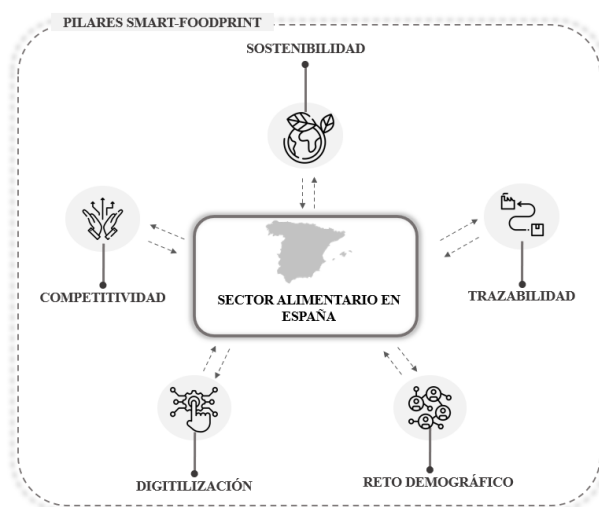 PILARES SMART-FOODPRINT
SOSTENIBILIDAD
COMPETITIVIDAD
TRAZABILIDAD
SECTOR ALIMENTARIO EN
ESPAÑA
DIGITILIZACIÓN
RETO DEMOGRÁFICO